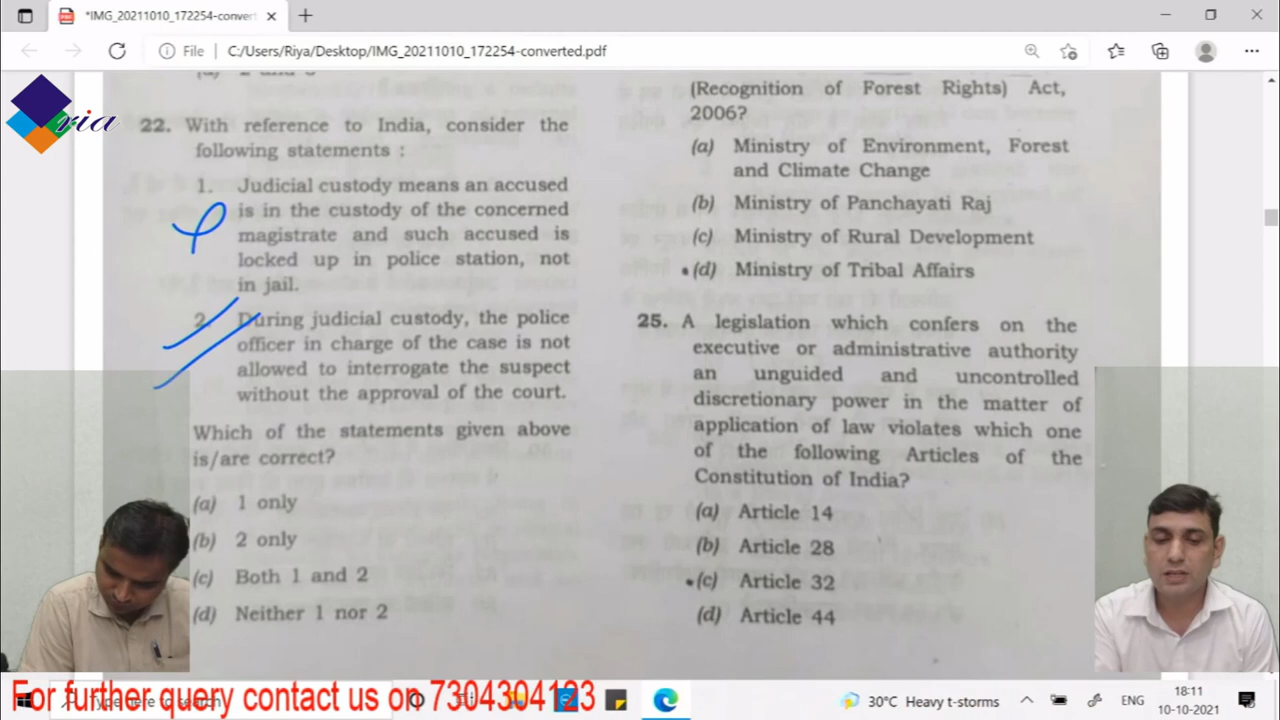 *IMG_20211010_172254-convert
File
C:/Users/Riya/Desktop/IMG_20211010_172254-converted.pdf
ria
22. With reference to India, consider the
following statements :
1. Judicial custody means an accused
is in the custody of the concerned
magistrate and such accused is
locked up in police station, not
in jail.
2. During judicial custody, the police
officer in charge of the case is not
allowed to interrogate the suspect
without the approval of the court.
Which of the statements given above
is/are correct?
(a) 1 only
(b) 2 only
(c) Both 1 and 2
(d) Neither 1 nor 2
(Recognition of Forest Rights) Act,
2006?
(a) Ministry of Environment, Forest
and Climate Change
(b) Ministry of Panchayati Raj
(c) Ministry of Rural Development
(d) Ministry of Tribal Affairs
25. A legislation which confers on the
executive or administrative authority
an unguided and uncontrolled
discretionary power in the matter of
application of law violates which one
of the following Articles of the
Constitution of India?
(a) Article 14
(b) Article 28
(c) Article 32
(d) Article 44
For further query contact us on 7304304123
30°C Heavy t-storms
ENG
18:11
10-10-2021